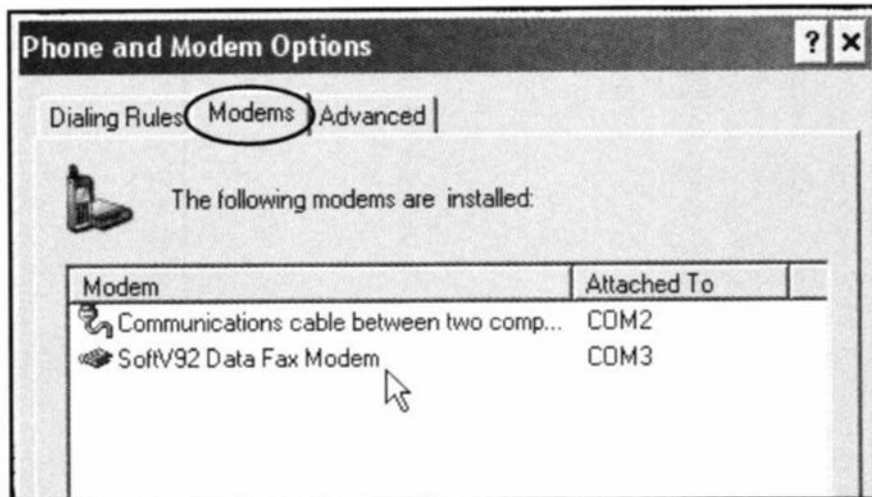 Phone and Modem Options
Dialing Rules Modems Advanced
The following modems are installed:
Modem Attached To
Communications cable between two comp... COM2
SoftV92 Data Fax Modem COM3